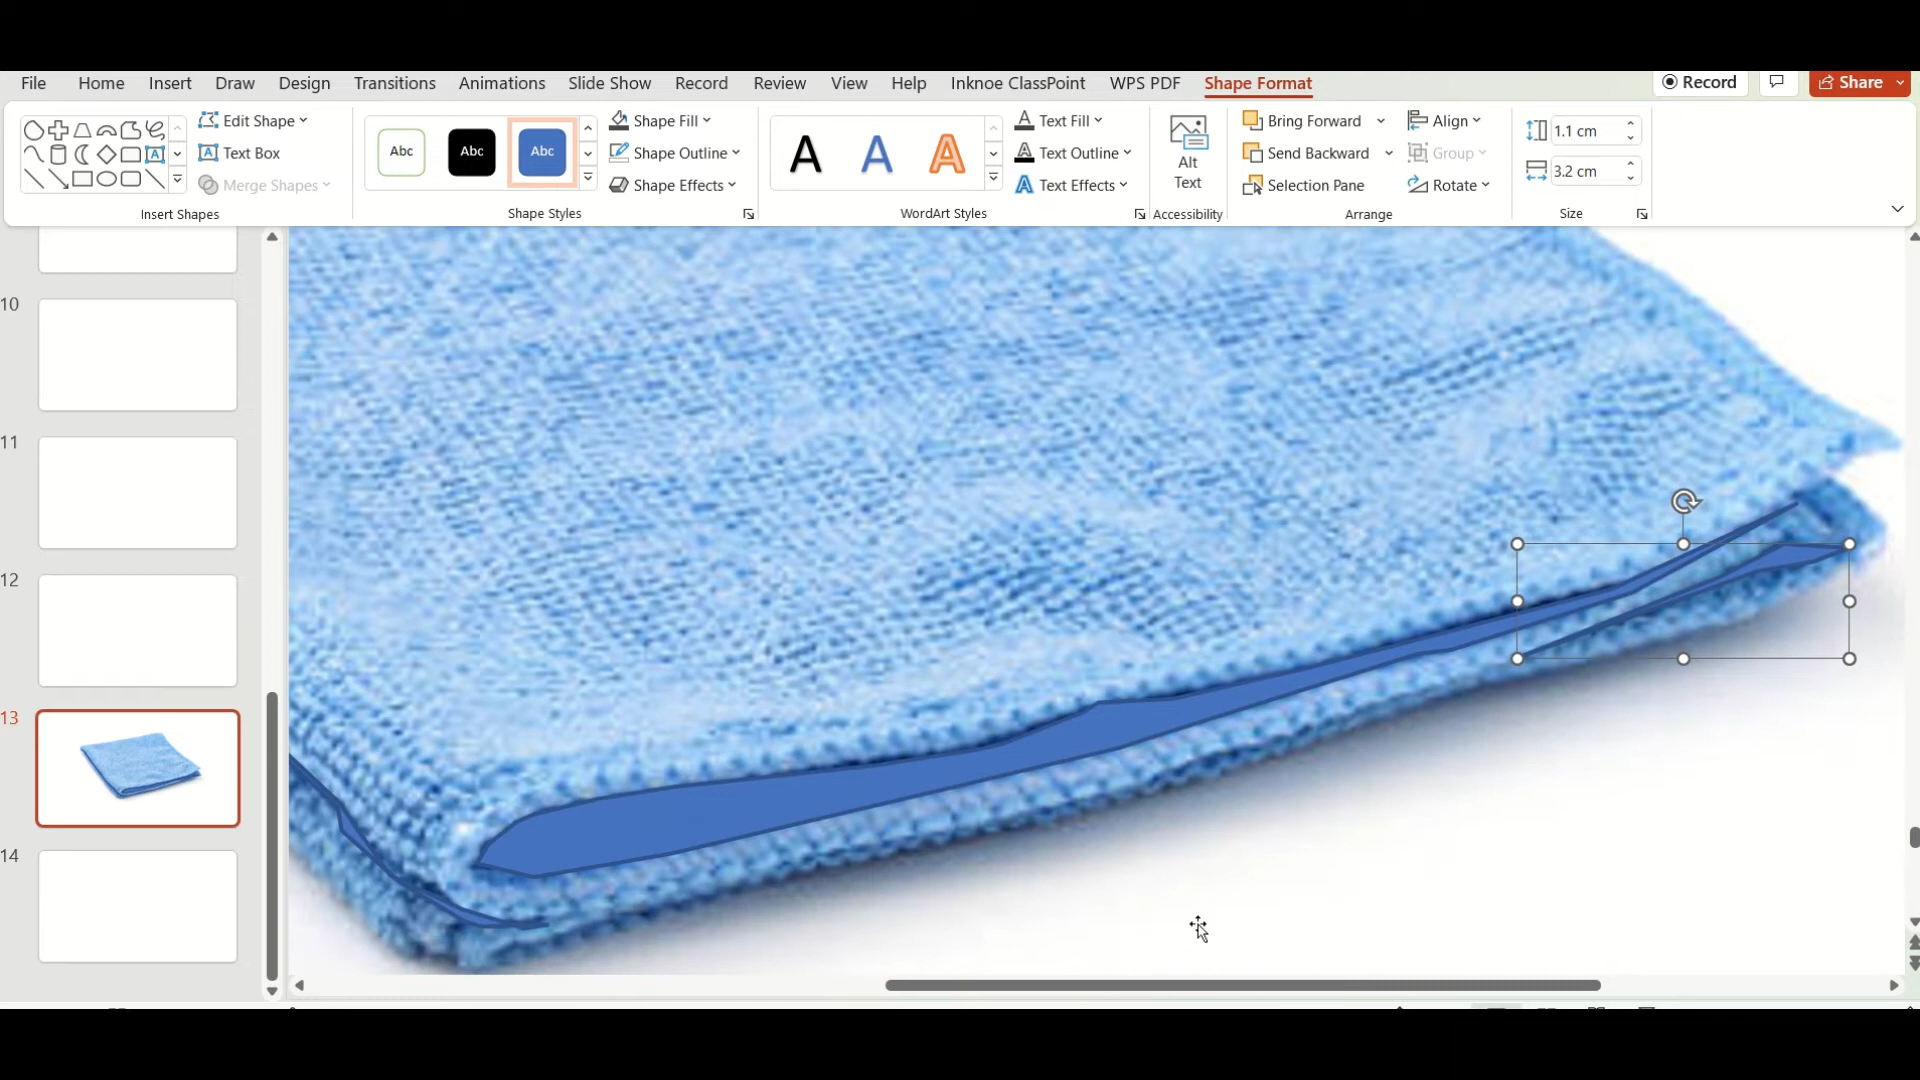 File Home Insert Draw Design Transitions Animations Slide Show Record Review View Help Inknoe ClassPoint WPS PDF Shape Format Record Share
Edit Shape
Text Box
Merge Shapes
Insert Shapes
Abc Abc Abc
Shape Fill
Shape Outline
Shape Effects
Shape Styles
A A A
Text Fill
Text Outline
Text Effects
WordArt Styles
Alt
Text
Accessibility
Bring Forward
Send Backward
Selection Pane
Align
Group
Rotate
Arrange
1.1 cm
3.2 cm
Size
10
11
12
13
14